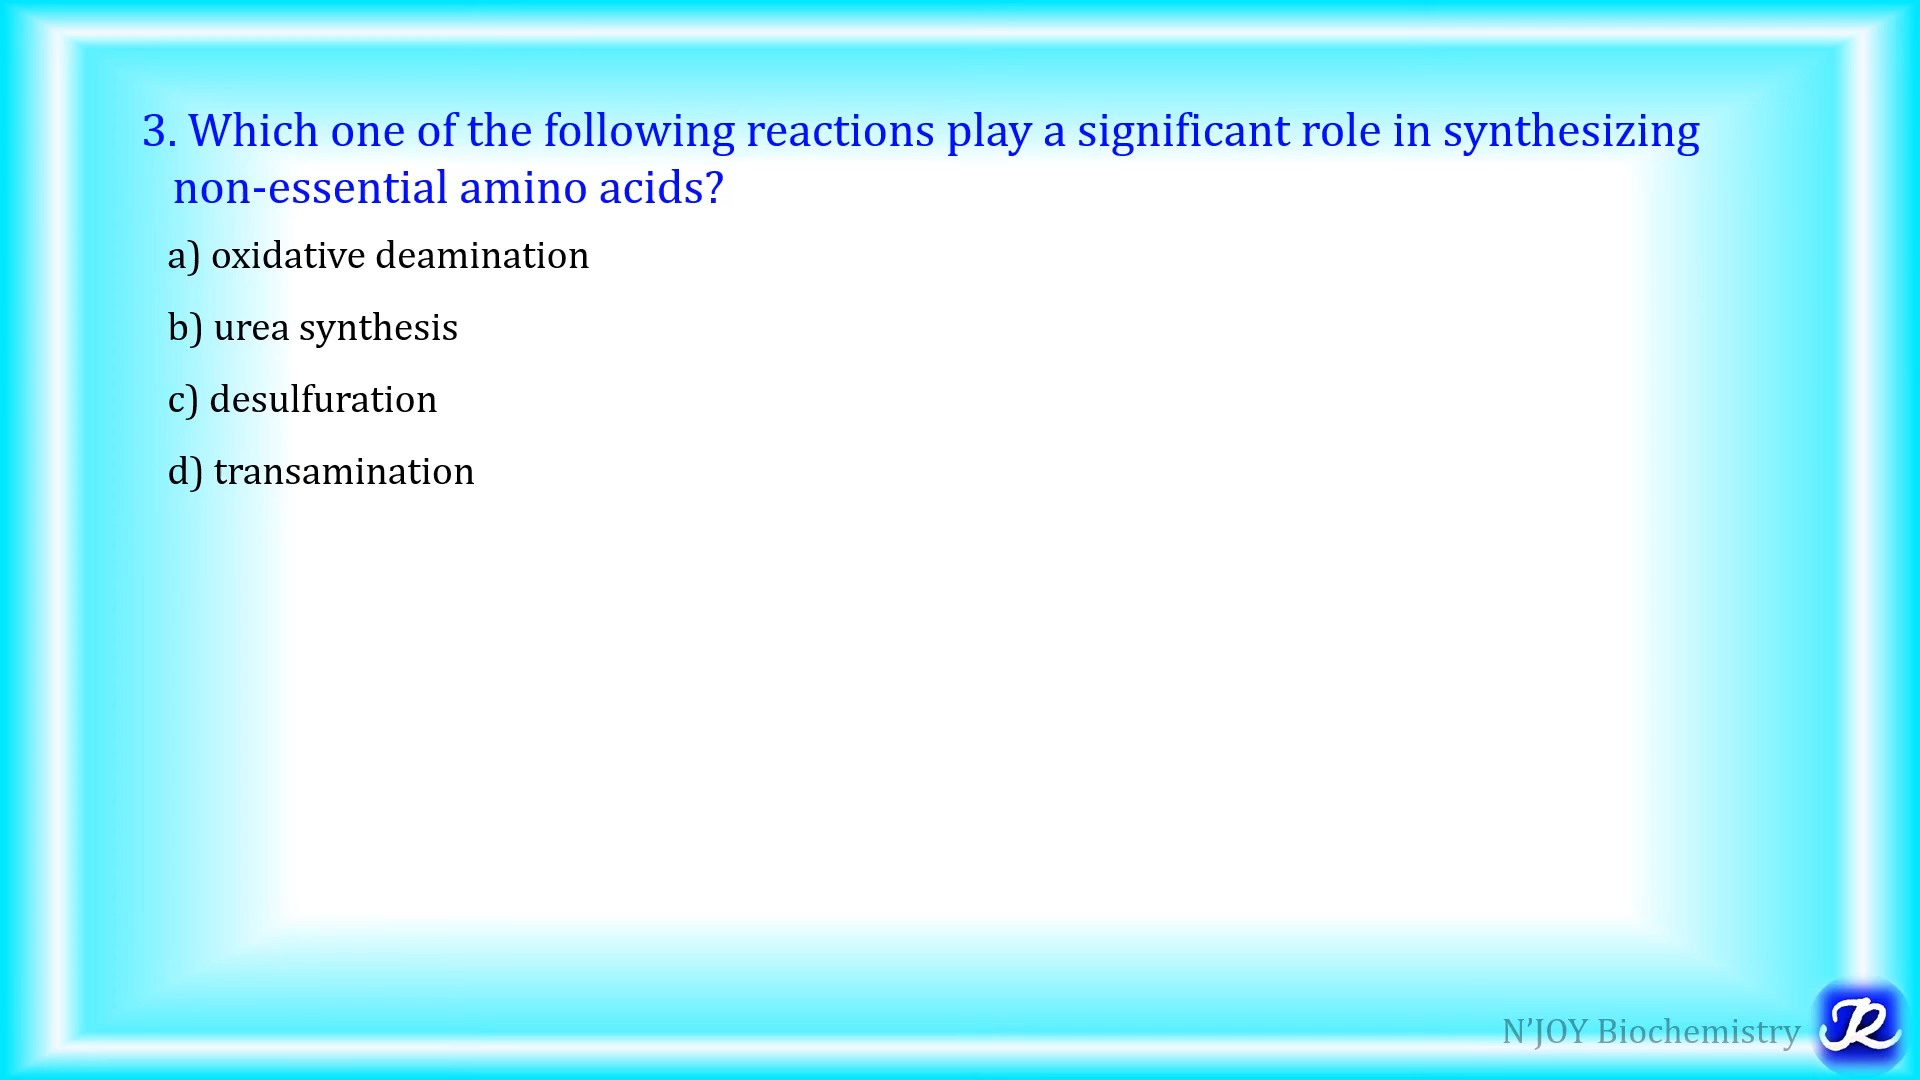 3. Which one of the following reactions play a significant role in synthesizing
non-essential amino acids?
a) oxidative deamination
b) urea synthesis
c) desulfuration
d) transamination
N’JOY Biochemistry
JR